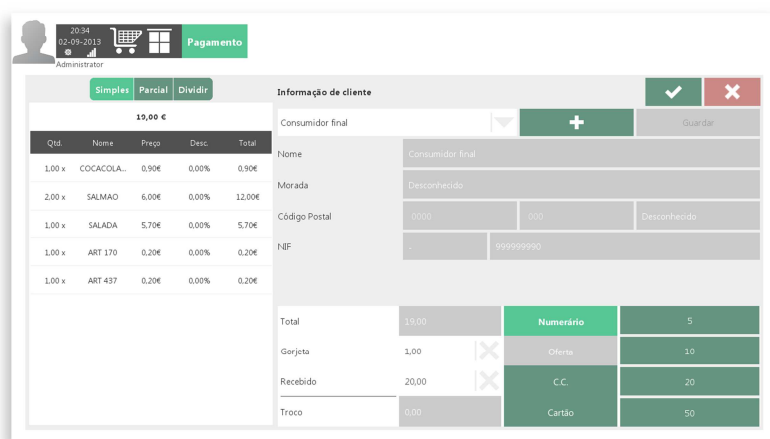 20:34
02-09-2013
Pagamento
Administrator
Simples Parcial Dividir
19,00 €
Qtd. Nome Preço Desc. Total
1,00 x COCACOLA... 0,90€ 0,00% 0,90€
2,00 x SALMAO 6,00€ 0,00% 12,00€
1,00 x SALADA 5,70€ 0,00% 5,70€
1,00 x ART 170 0,20€ 0,00% 0,20€
1,00 x ART 437 0,20€ 0,00% 0,20€
Informação de cliente
Consumidor final Guardar
Nome Consumidor final
Morada Desconhecido
Código Postal 0000 000 Desconhecido
NIF - 999999990
Total 19,00 Numerário 5
Gorjeta 1,00 Oferta 10
Recebido 20,00 C.C. 20
Troco 0,00 Cartão 50